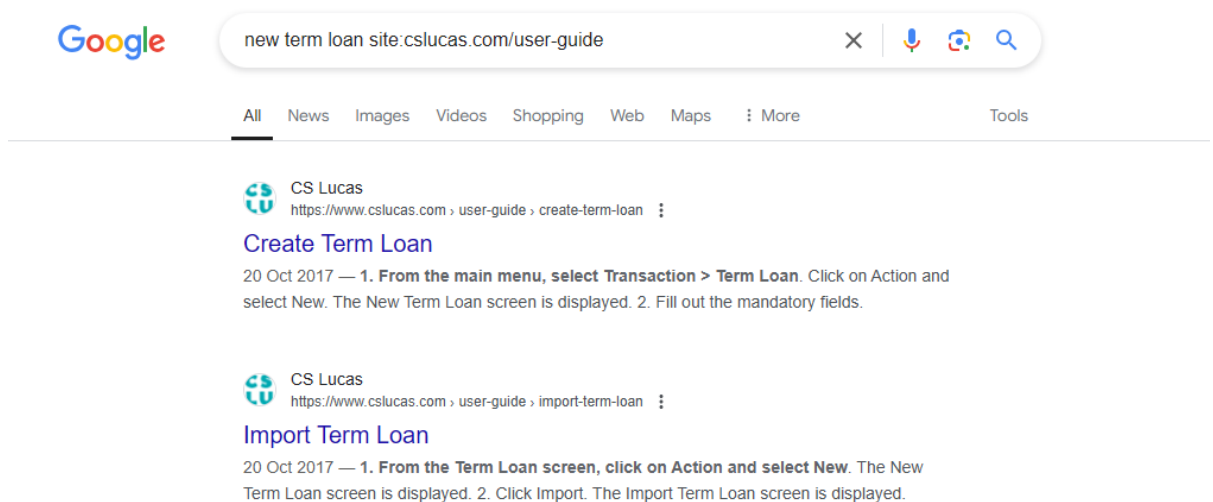 Google
new term loan site:cslucas.com/user-guide
All News Images Videos Shopping Web Maps More Tools
CS LU
CS Lucas
https://www.cslucas.com › user-guide › create-term-loan
Create Term Loan
20 Oct 2017 — 1. From the main menu, select Transaction > Term Loan. Click on Action and
select New. The New Term Loan screen is displayed. 2. Fill out the mandatory fields.
CS LU
CS Lucas
https://www.cslucas.com › user-guide › import-term-loan
Import Term Loan
20 Oct 2017 — 1. From the Term Loan screen, click on Action and select New. The New
Term Loan screen is displayed. 2. Click Import. The Import Term Loan screen is displayed.